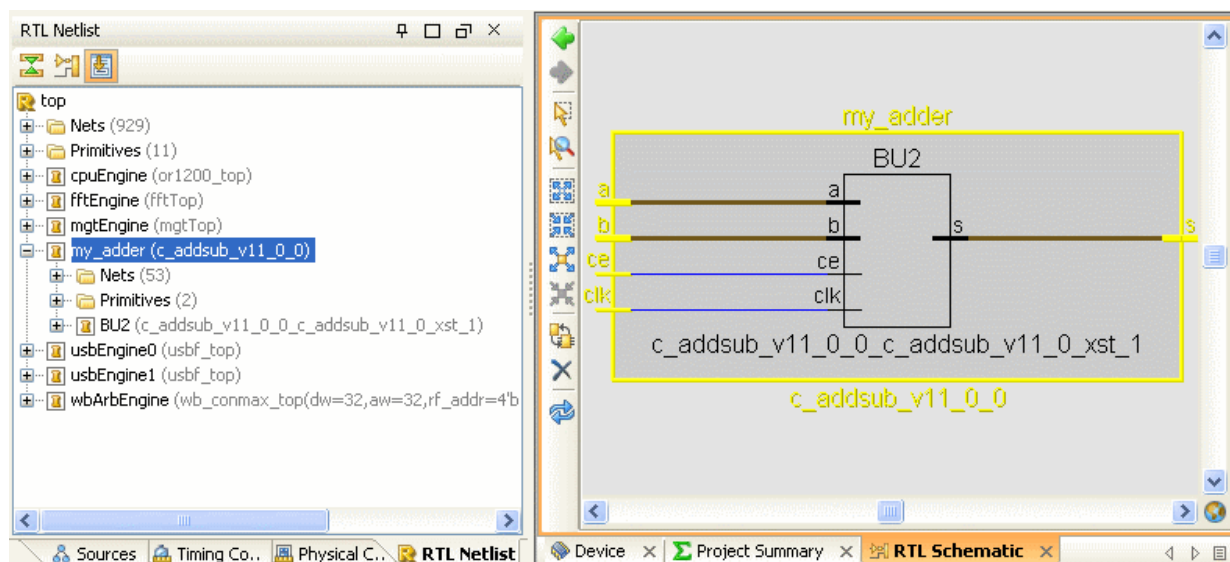 RTL Netlist
top
Nets (929)
Primitives (11)
cpuEngine (or1200_top)
fftEngine (fftTop)
mgtEngine (mgtTop)
my_adder (c_addsub_v11_0_0)
Nets (53)
Primitives (2)
BU2 (c_addsub_v11_0_0_c_addsub_v11_0_xst_1)
usbEngine0 (usbf_top)
usbEngine1 (usbf_top)
wbArbEngine (wb_conmax_top(dw=32,aw=32,rf_addr=4'b
Sources
Timing Co..
Physical C..
RTL Netlist
my_adder
BU2
a a
b b s s
ce ce
clk clk
c_addsub_v11_0_0_c_addsub_v11_0_xst_1
c_addsub_v11_0_0
Device
Project Summary
RTL Schematic